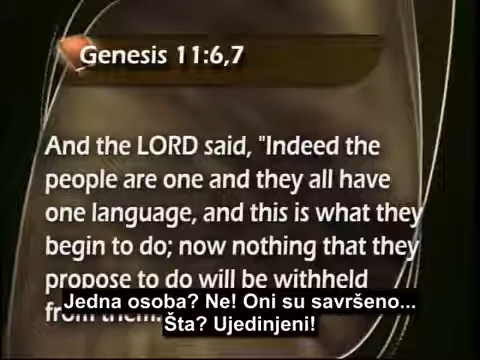 Genesis 11:6,7
And the LORD said, "Indeed the
people are one and they all have
one language, and this is what they
begin to do; now nothing that they
propose to do will be withheld
from them.
Jedna osoba? Ne! Oni su savršeno...
Šta? Ujedinjeni!